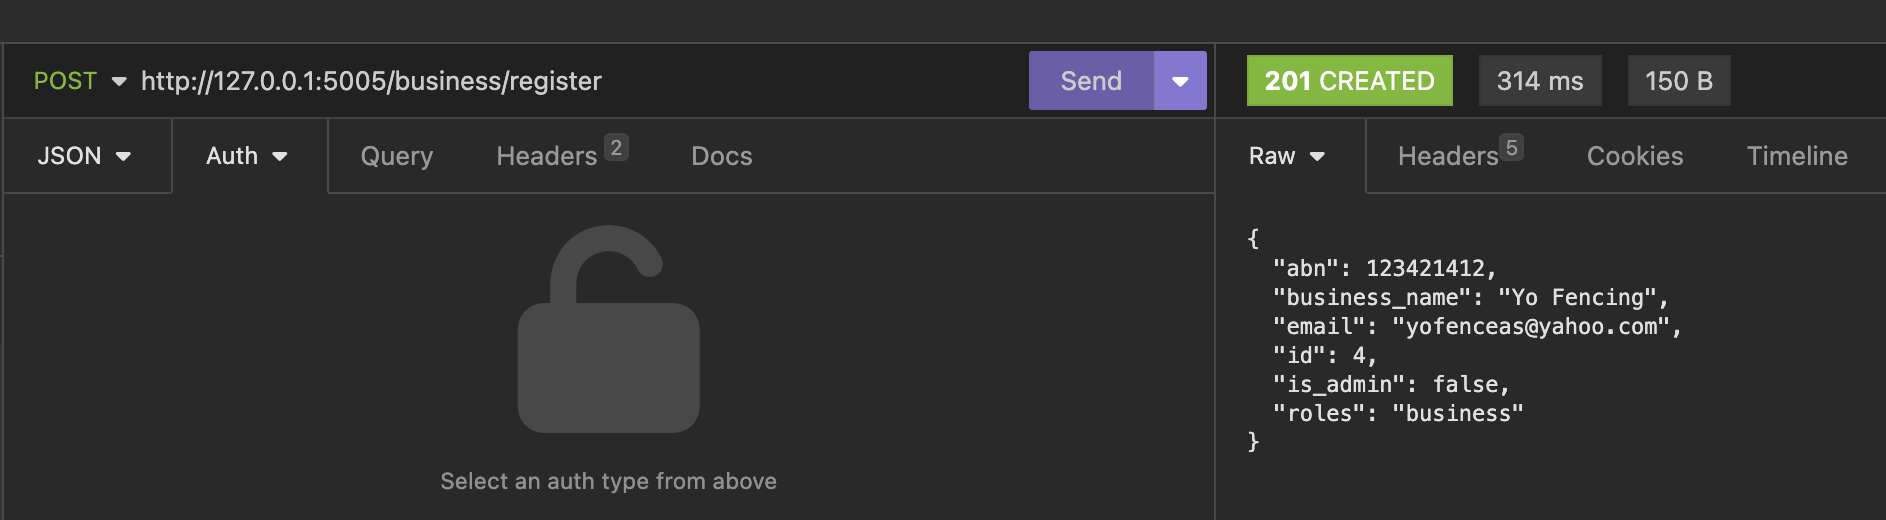 POST http://127.0.0.1:5005/business/register Send 201 CREATED 314 ms 150 B
JSON Auth Query Headers 2 Docs Raw Headers 5 Cookies Timeline
{
"abn": 123421412,
"business_name": "Yo Fencing",
"email": "yofenceas@yahoo.com",
"id": 4,
"is_admin": false,
"roles": "business"
}
Select an auth type from above